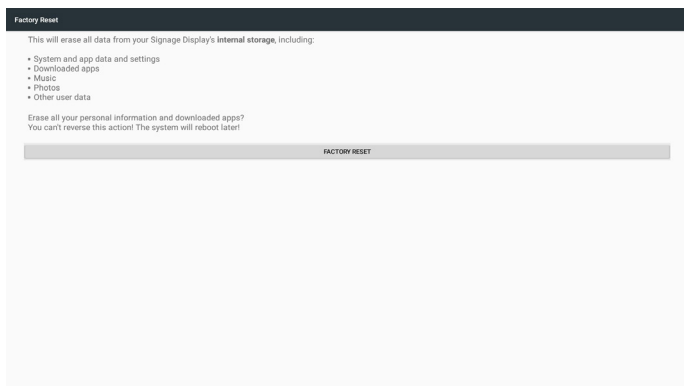 Factory Reset
This will erase all data from your Signage Display's internal storage, including:
• System and app data and settings
• Downloaded apps
• Music
• Photos
• Other user data
Erase all your personal information and downloaded apps?
You can't reverse this action! The system will reboot later!
FACTORY RESET